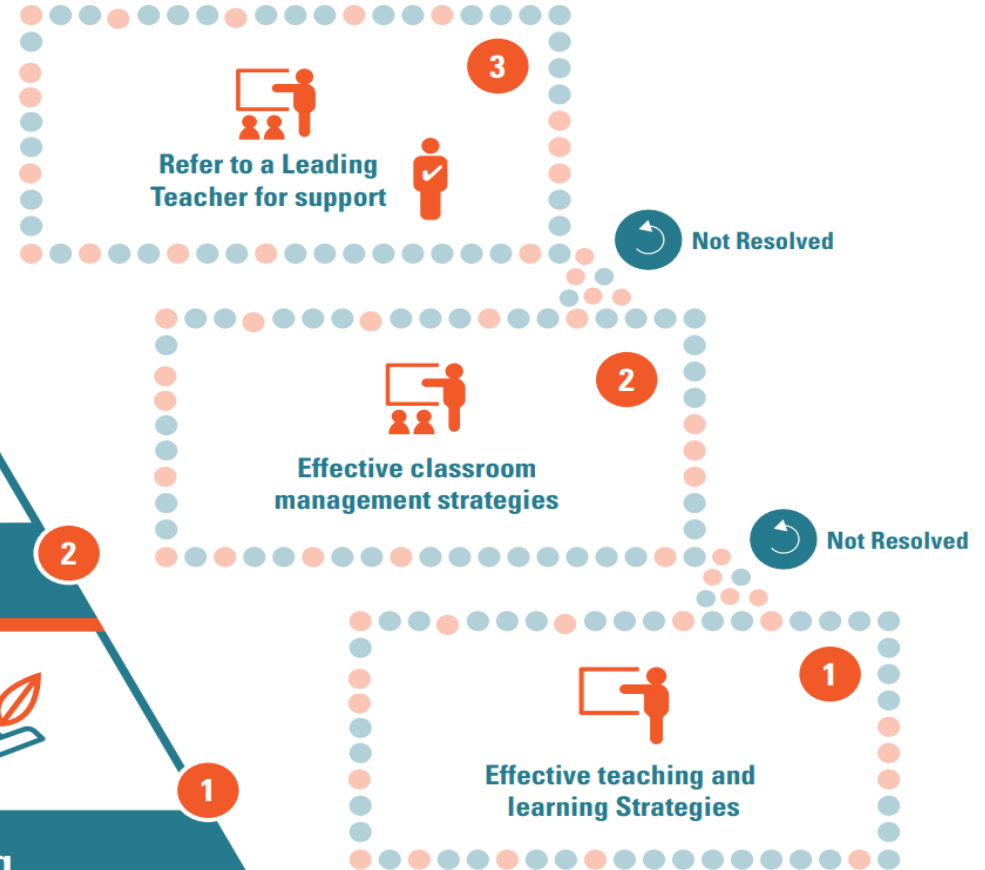 3
Refer to a Leading
Teacher for support
Not Resolved
2
Effective classroom
management strategies
2
Not Resolved
1
Effective teaching and
learning Strategies
1